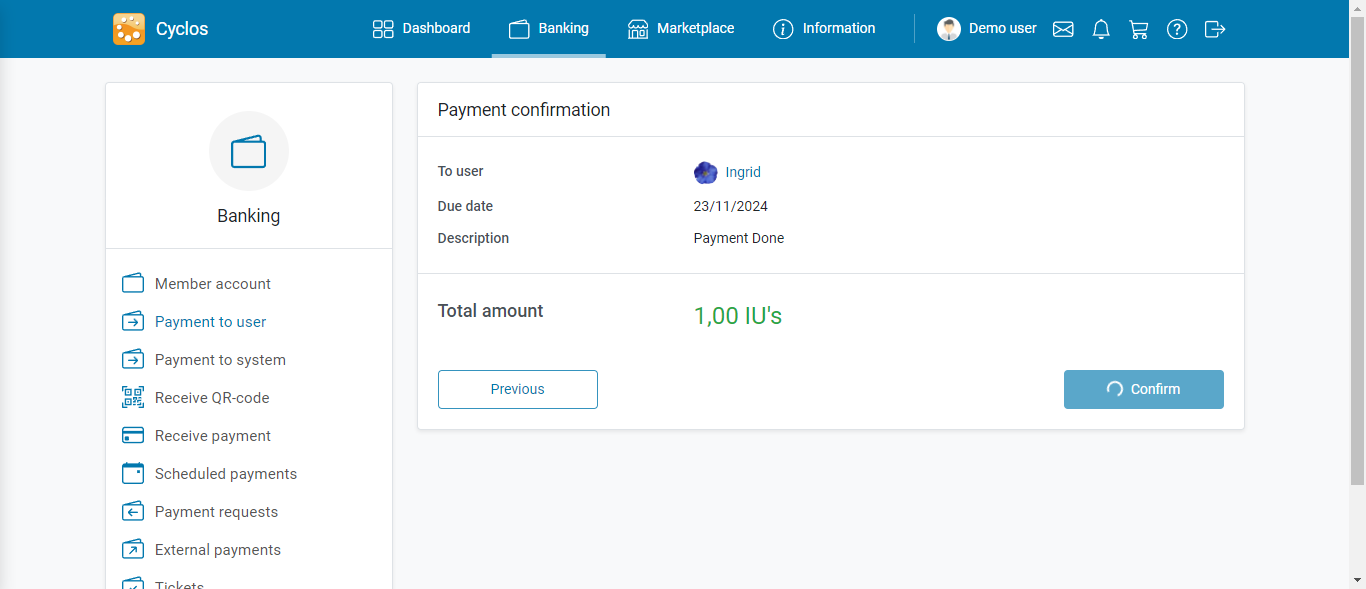 Cyclos
Dashboard
Banking
Marketplace
Information
Demo user
Banking
Member account
Payment to user
Payment to system
Receive QR-code
Receive payment
Scheduled payments
Payment requests
External payments
Tickets
Payment confirmation
To user Ingrid
Due date 23/11/2024
Description Payment Done
Total amount 1,00 IU's
Previous
Confirm